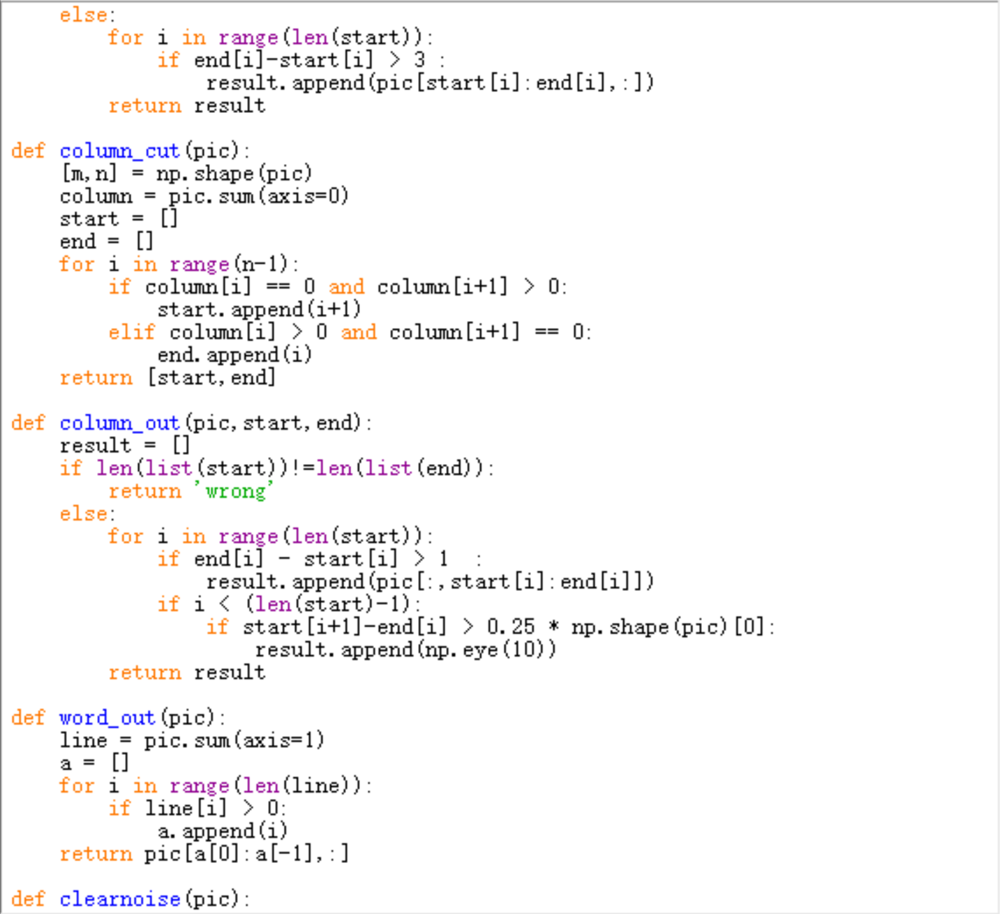 else:
        for i in range(len(start)):
            if end[i]-start[i] > 3 :
                result.append(pic[start[i]:end[i],:])
        return result

def column_cut(pic):
    [m,n] = np.shape(pic)
    column = pic.sum(axis=0)
    start = []
    end = []
    for i in range(n-1):
        if column[i] == 0 and column[i+1] > 0:
            start.append(i+1)
        elif column[i] > 0 and column[i+1] == 0:
            end.append(i)
    return [start,end]

def column_out(pic,start,end):
    result = []
    if len(list(start))!=len(list(end)):
        return 'wrong'
    else:
        for i in range(len(start)):
            if end[i] - start[i] > 1  :
                result.append(pic[:,start[i]:end[i]])
            if i < (len(start)-1):
                if start[i+1]-end[i] > 0.25 * np.shape(pic)[0]:
                    result.append(np.eye(10))
        return result

def word_out(pic):
    line = pic.sum(axis=1)
    a = []
    for i in range(len(line)):
        if line[i] > 0:
            a.append(i)
    return pic[a[0]:a[-1],:]

def clearnoise(pic):